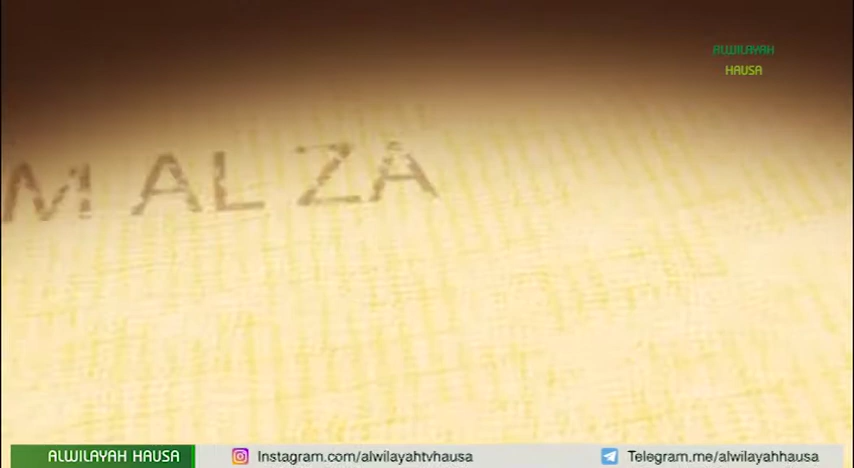 ALWILAYAH
HAUSA
M AL ZA
ALWILAYAH HAUSA
Instagram.com/alwilayahtvhausa
Telegram.me/alwilayahhausa